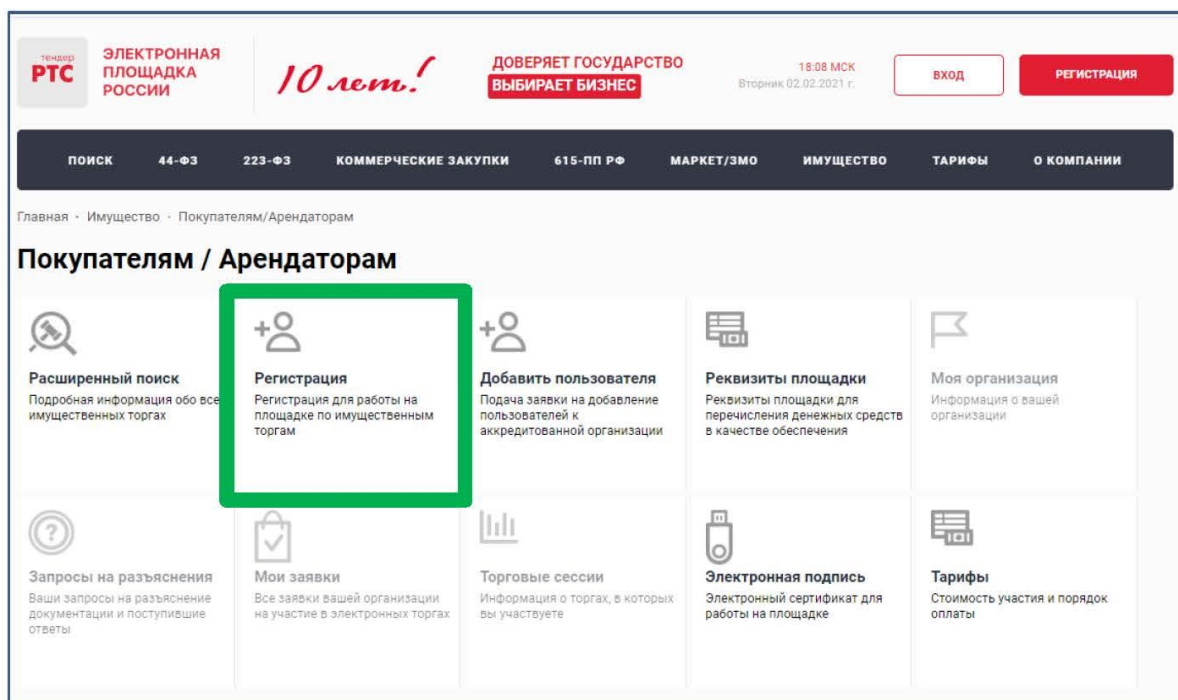 тендер
РТС
ЭЛЕКТРОННАЯ
ПЛОЩАДКА
РОССИИ
10 лет!
ДОВЕРЯЕТ ГОСУДАРСТВО
ВЫБИРАЕТ БИЗНЕС
18:08 МСК
Вторник 02.02.2021 г.
ВХОД
РЕГИСТРАЦИЯ
ПОИСК 44-ФЗ 223-ФЗ КОММЕРЧЕСКИЕ ЗАКУПКИ 615-ПП РФ МАРКЕТ/ЗМО ИМУЩЕСТВО ТАРИФЫ О КОМПАНИИ
Главная · Имущество · Покупателям/Арендаторам
Покупателям / Арендаторам
Расширенный поиск
Подробная информация обо все
имущественных торгах
Регистрация
Регистрация для работы на
площадке по имущественным
торгам
Добавить пользователя
Подача заявки на добавление
пользователей к
аккредитованной организации
Реквизиты площадки
Реквизиты площадки для
перечисления денежных средств
в качестве обеспечения
Моя организация
Информация о вашей
организации
Запросы на разъяснения
Ваши запросы на разъяснение
документации и поступившие
ответы
Мои заявки
Все заявки вашей организации
на участие в электронных торгах
Торговые сессии
Информация о торгах, в которых
вы участвуете
Электронная подпись
Электронный сертификат для
работы на площадке
Тарифы
Стоимость участия и порядок
оплаты